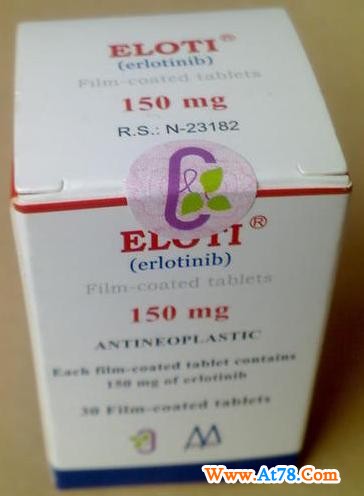 ELOTI®
(erlotinib)
Film-coated tablets
150 mg
R.S.: N-23182
ELOTI®
(erlotinib)
Film-coated tablets
150 mg
ANTINEOPLASTIC
Each film-coated tablet contains
150 mg of erlotinib
30 Film-coated tablets
Www.At78.Com